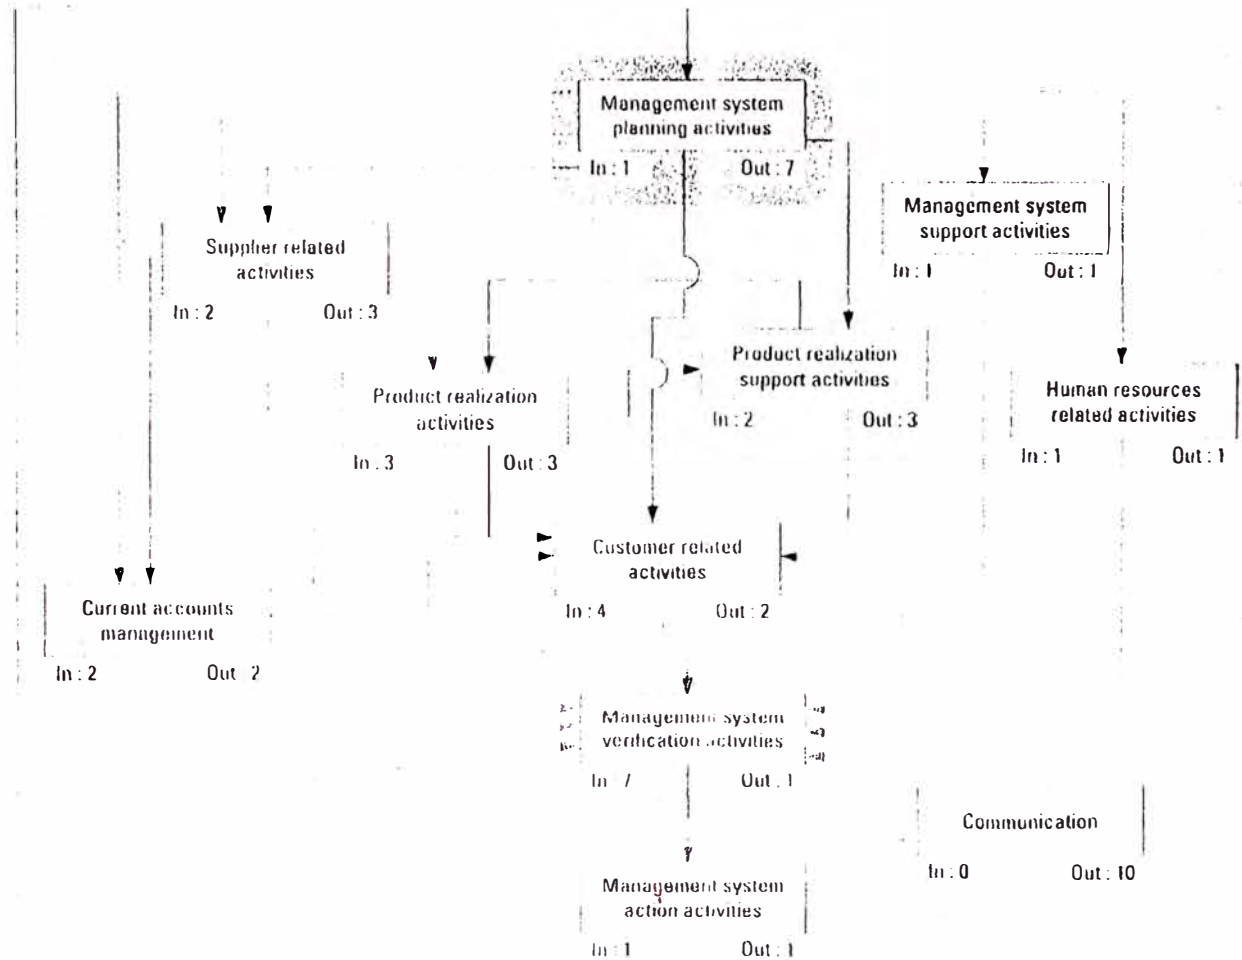 Management system
planning activities
In : 1 Out : 7
Management system
support activities
In : 1 Out : 1
Supplier related
activities
In : 2 Out : 3
Product realization
support activities
In : 2 Out : 3
Product realization
activities
In : 3 Out : 3
Human resources
related activities
In : 1 Out : 1
Customer related
activities
In : 4 Out : 2
Current accounts
management
In : 2 Out : 2
Management system
verification activities
In : 7 Out : 1
Communication
In : 0 Out : 10
Management system
action activities
In : 1 Out : 1